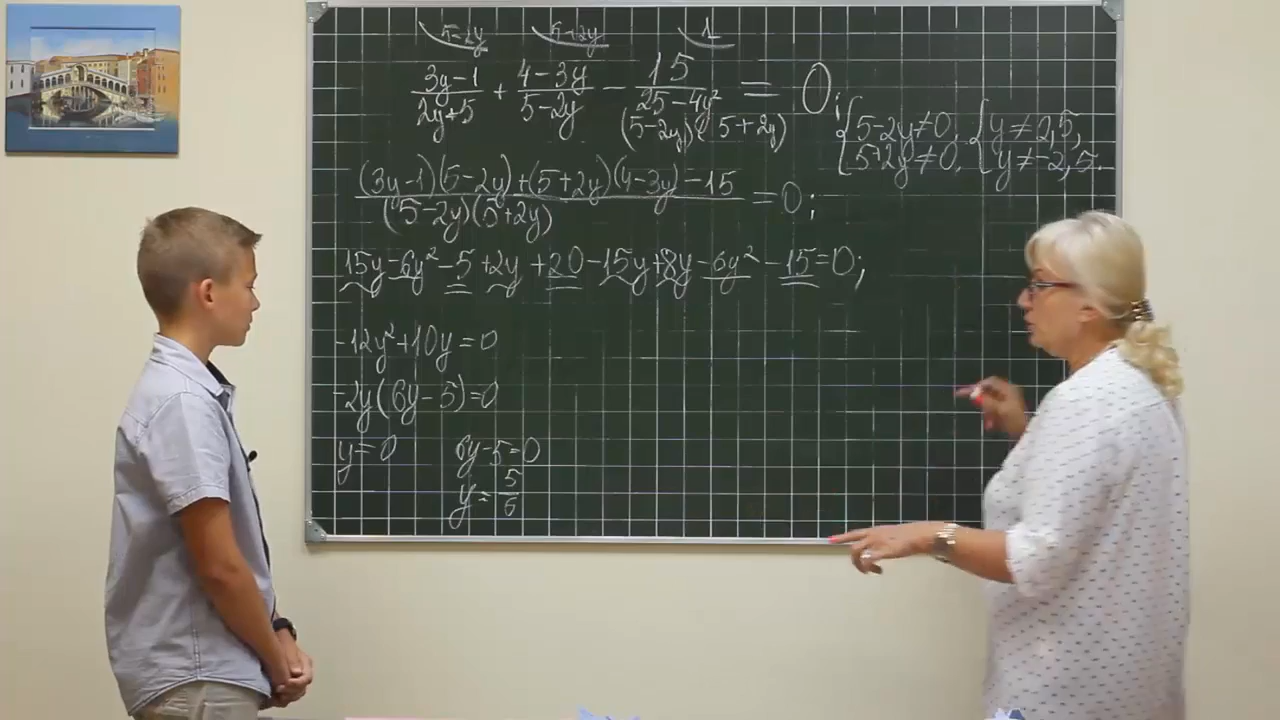 5-2y 5+2y 1
(3y-1)/(2y+5) + (4-3y)/(5-2y) - 15/(25-4y²) = 0;
(5-2y)(5+2y)
{5-2y≠0, {y≠2,5,
{5+2y≠0. {y≠-2,5.
((3y-1)(5-2y)+(5+2y)(4-3y)-15)/((5-2y)(5+2y)) = 0;
15y-6y²-5+2y+20-15y+8y-6y²-15=0;
-12y²+10y=0
-2y(6y-5)=0
y=0 6y-5=0
y=5/6